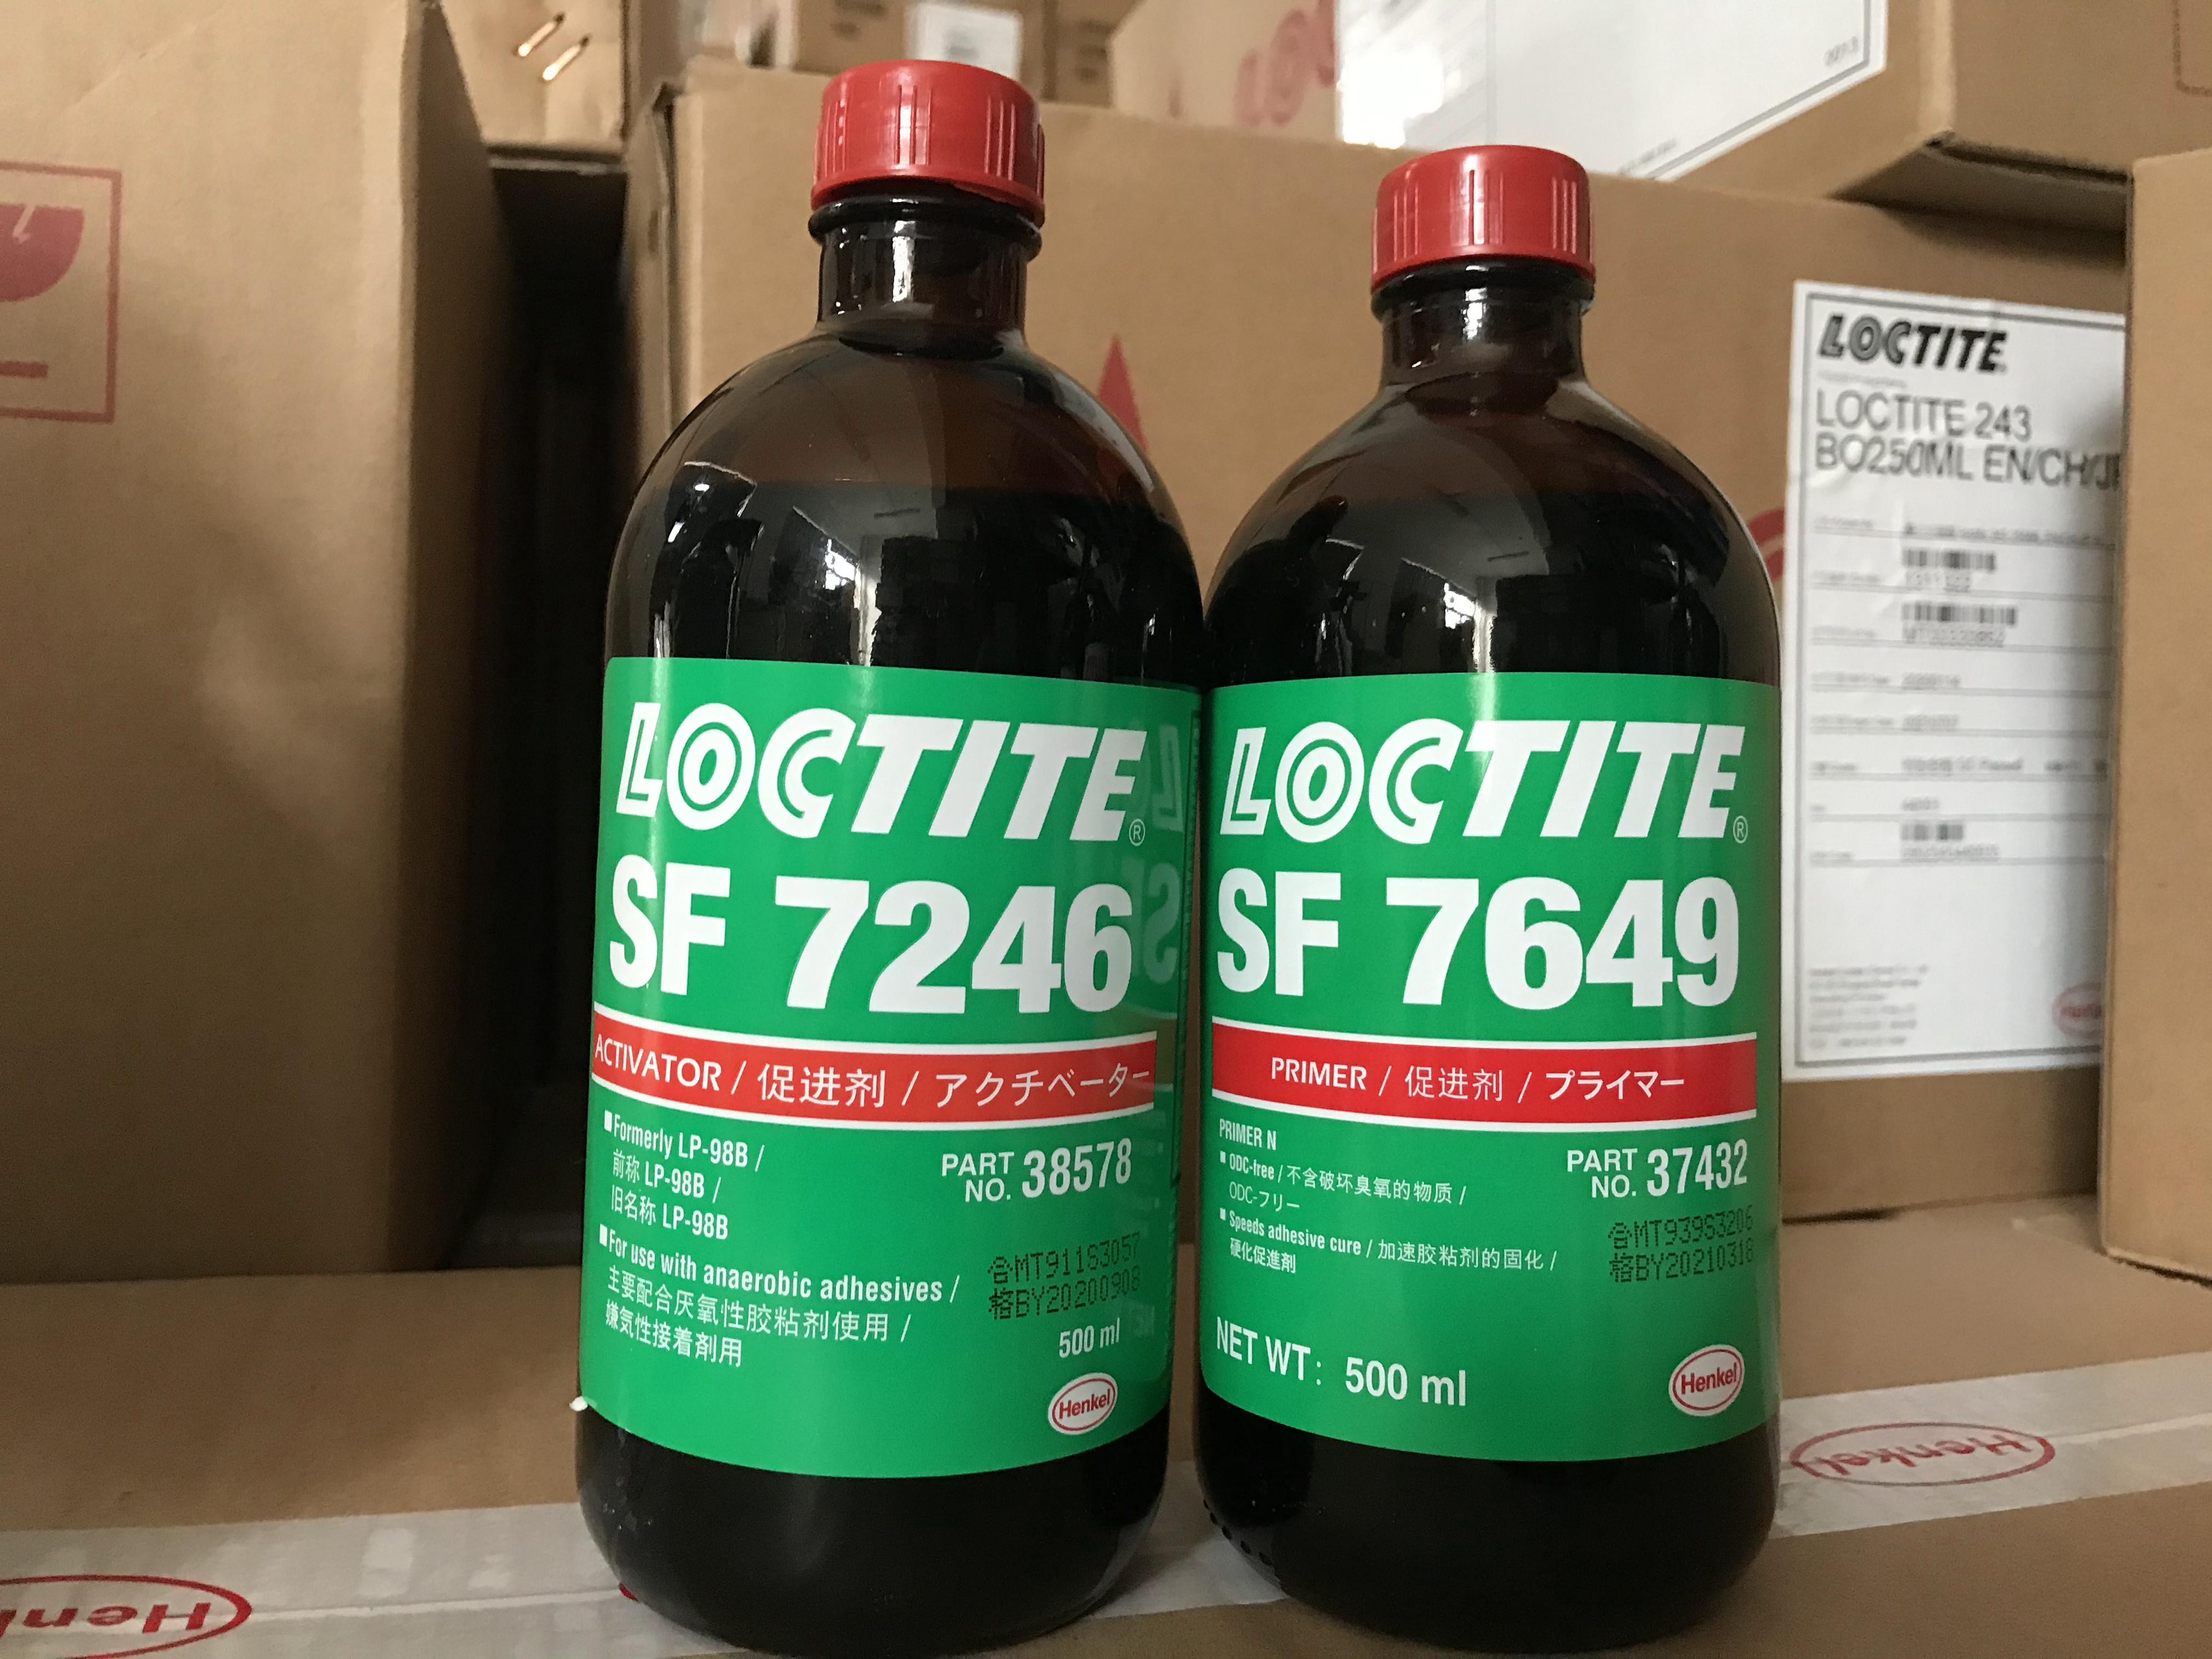 LOCTITE®
SF 7246
ACTIVATOR / 促进剂 / アクチベーター
■Formerly LP-98B /
前称 LP-98B /
旧名称 LP-98B
PART NO. 38578
■For use with anaerobic adhesives /
主要配合厌氧性胶粘剂使用 /
嫌気性接着剤用
合MT911S3057
格BY20200908
500 ml
Henkel
LOCTITE®
SF 7649
PRIMER / 促进剂 / プライマー
PRIMER N
■ ODC-free / 不含破坏臭氧的物质 /
ODC-フリー
PART NO. 37432
■ Speeds adhesive cure / 加速胶粘剂的固化 /
硬化促進剤
合MT939S3206
格BY20210318
NET WT: 500 ml
Henkel
LOCTITE®
LOCTITE 243
BO250ML EN/CH/
Henkel